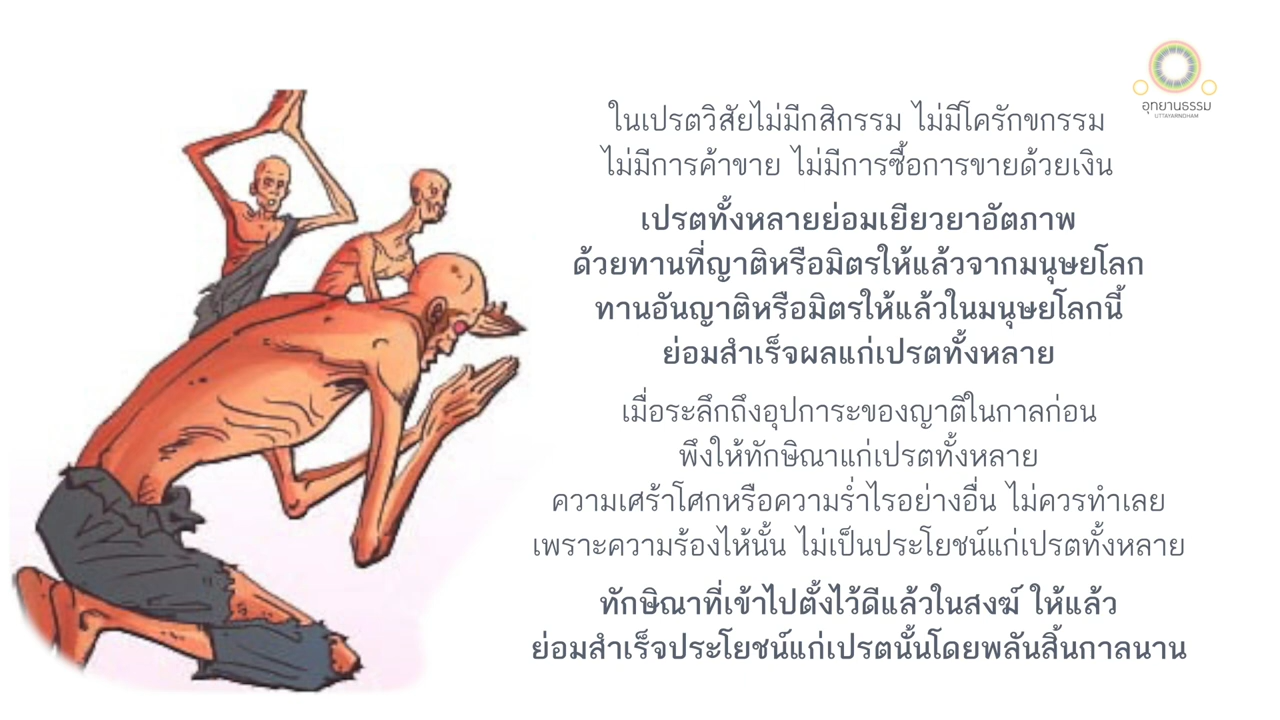 อุทยานธรรม
UTTAYARNDHAM
ในเปรตวิสัยไม่มีกสิกรรม ไม่มีโครักขกรรม
ไม่มีการค้าขาย ไม่มีการซื้อการขายด้วยเงิน
เปรตทั้งหลายย่อมเยียวยาอัตภาพ
ด้วยทานที่ญาติหรือมิตรให้แล้วจากมนุษยโลก
ทานอันญาติหรือมิตรให้แล้วในมนุษยโลกนี้
ย่อมสำเร็จผลแก่เปรตทั้งหลาย
เมื่อระลึกถึงอุปการะของญาติในกาลก่อน
พึงให้ทักษิณาแก่เปรตทั้งหลาย
ความเศร้าโศกหรือความร่ำไรอย่างอื่น ไม่ควรทำเลย
เพราะความร้องไห้นั้น ไม่เป็นประโยชน์แก่เปรตทั้งหลาย
ทักษิณาที่เข้าไปตั้งไว้ดีแล้วในสงฆ์ ให้แล้ว
ย่อมสำเร็จประโยชน์แก่เปรตนั้นโดยพลันสิ้นกาลนาน